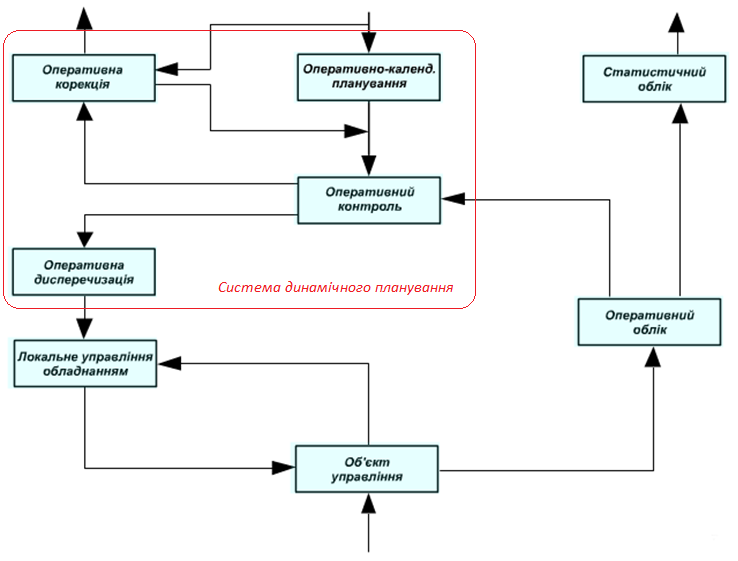 Оперативна
корекція
Оперативно-календ.
планування
Статистичний
облік
Оперативний
контроль
Оперативна
дисперечизація
Система динамічного планування
Оперативний
облік
Локальне управління
обладнанням
Об'єкт
управління